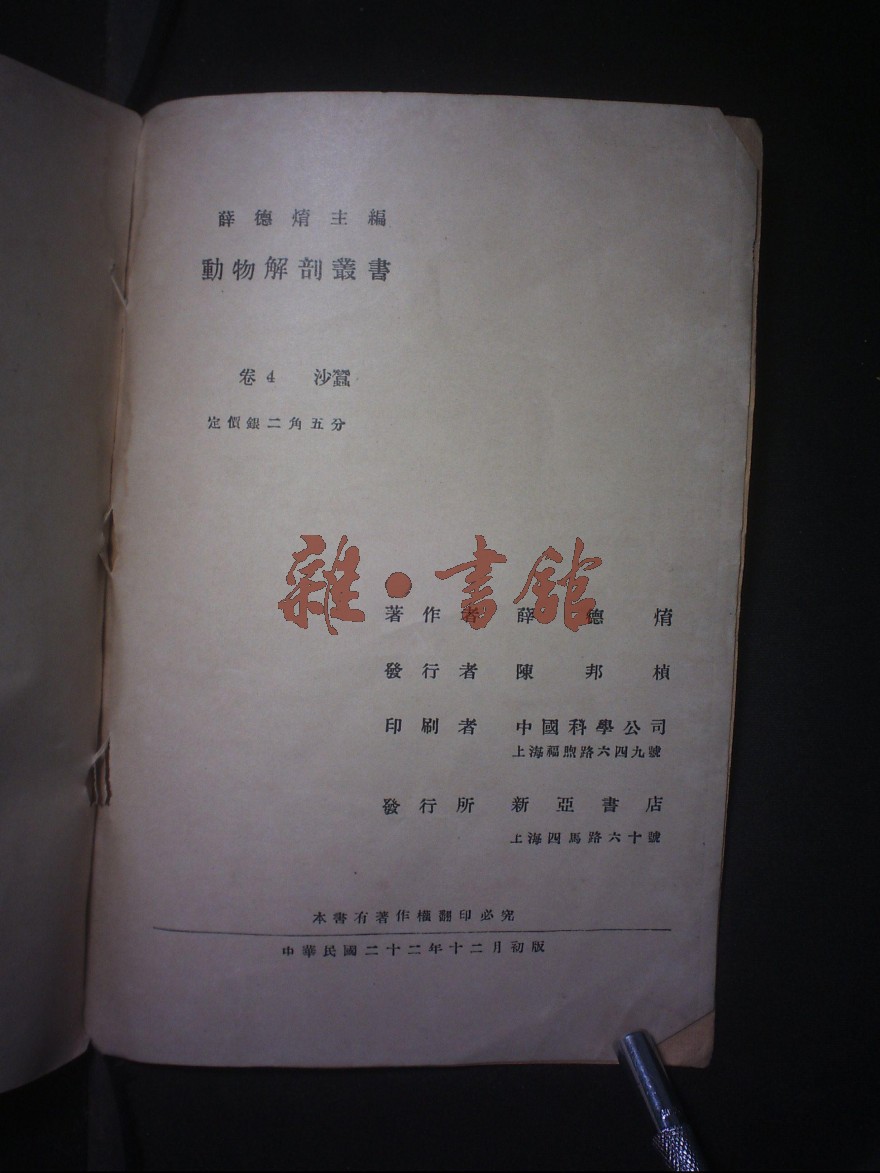 薛德焴主編
動物解剖叢書
卷4 沙蠶
定價銀二角五分
雜·書館
著作者 薛德焴
發行者 陳邦楨
印刷者 中國科學公司
上海福煦路六四九號
發行所 新亞書店
上海四馬路六十號
本書有著作權翻印必究
中華民國二十二年十二月初版